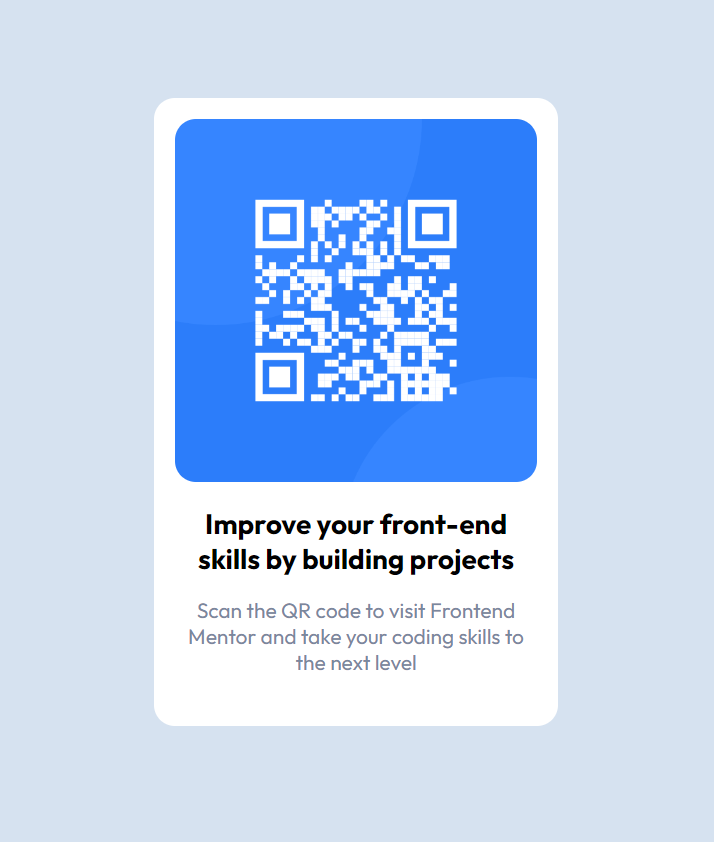 Improve your front-end
skills by building projects
Scan the QR code to visit Frontend
Mentor and take your coding skills to
the next level